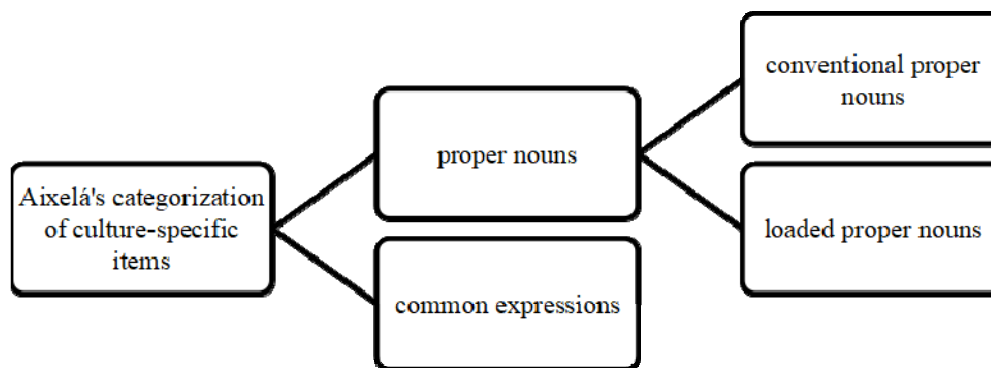 Aixelá's categorization
of culture-specific
items
proper nouns
common expressions
conventional proper
nouns
loaded proper nouns